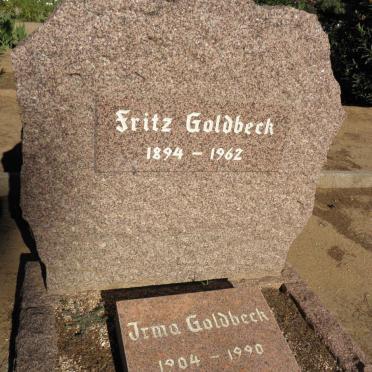 Fritz Goldbeck
1894 - 1962
Irma Goldbeck
1904 - 1990